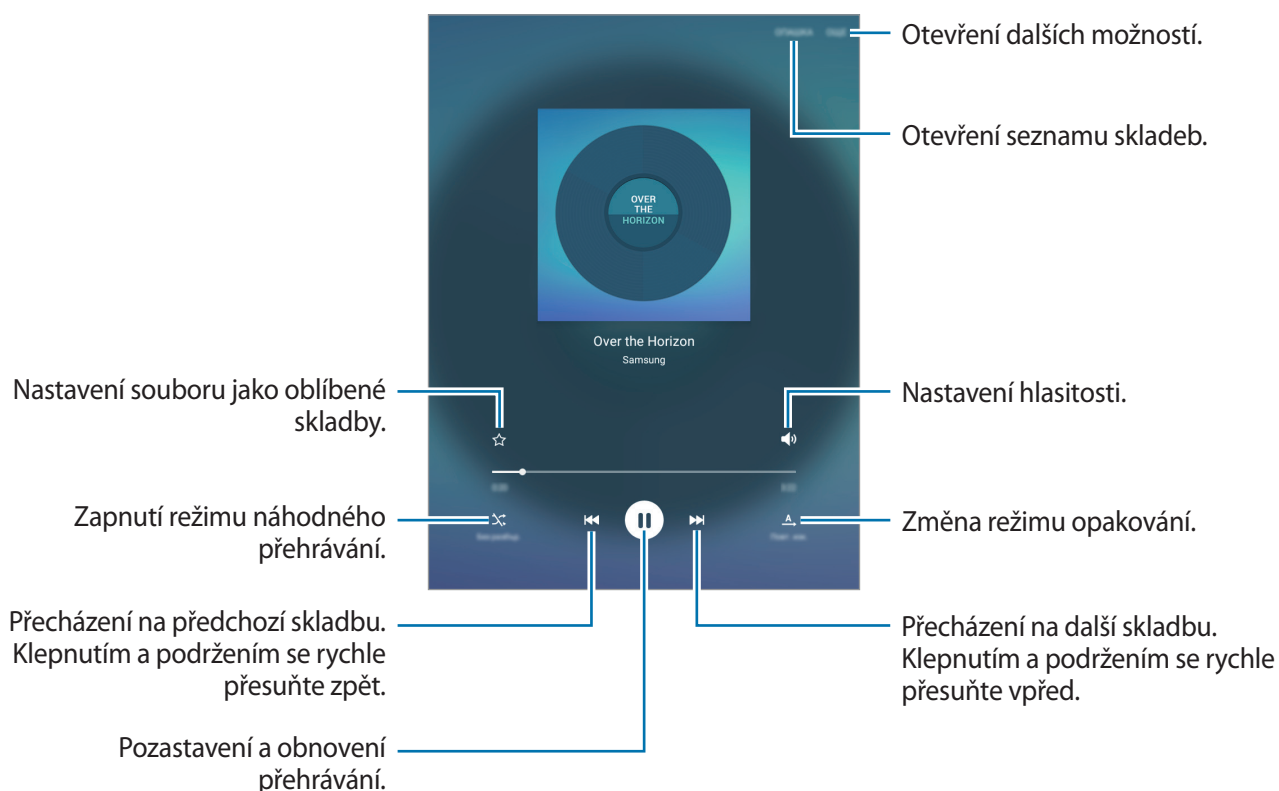 Otevření dalších možností.
Otevření seznamu skladeb.
OVER
THE
HORIZON
Over the Horizon
Samsung
Nastavení souboru jako oblíbené
skladby.
Nastavení hlasitosti.
Zapnutí režimu náhodného
přehrávání.
A
Změna režimu opakování.
Přecházení na předchozí skladbu.
Klepnutím a podržením se rychle
přesuňte zpět.
Přecházení na další skladbu.
Klepnutím a podržením se rychle
přesuňte vpřed.
Pozastavení a obnovení
přehrávání.